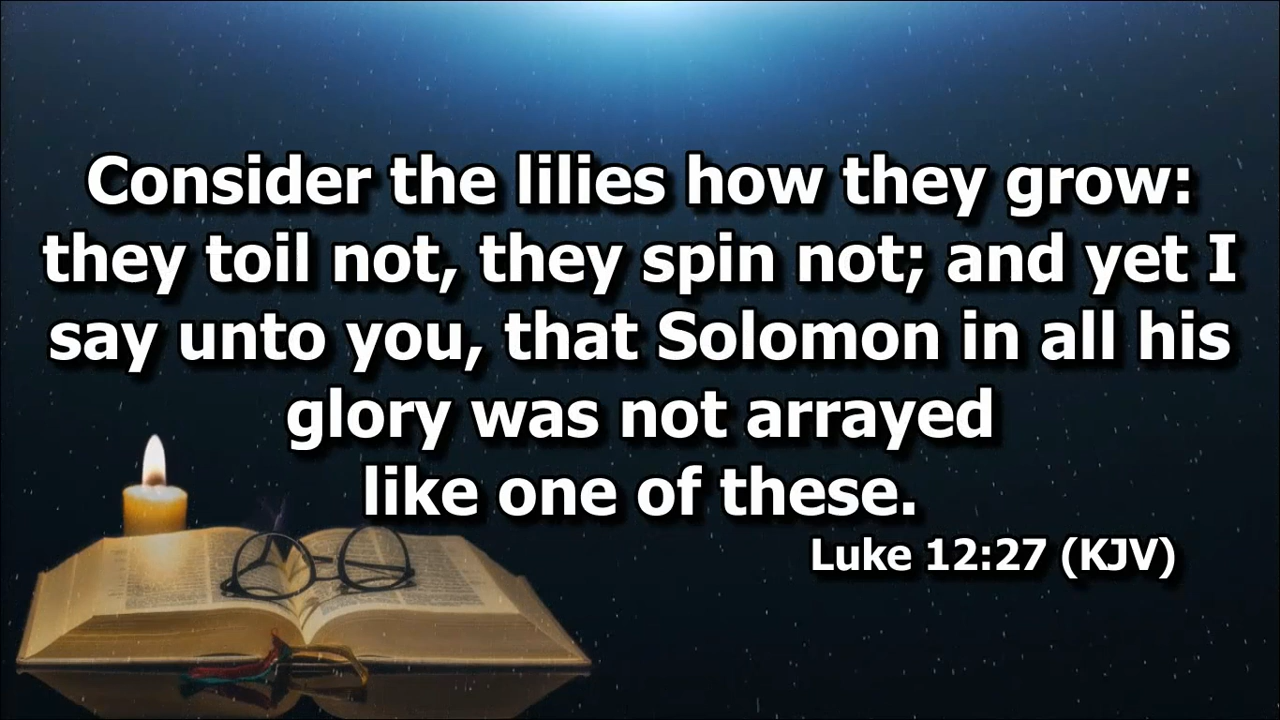 Consider the lilies how they grow:
they toil not, they spin not; and yet I
say unto you, that Solomon in all his
glory was not arrayed
like one of these.
Luke 12:27 (KJV)